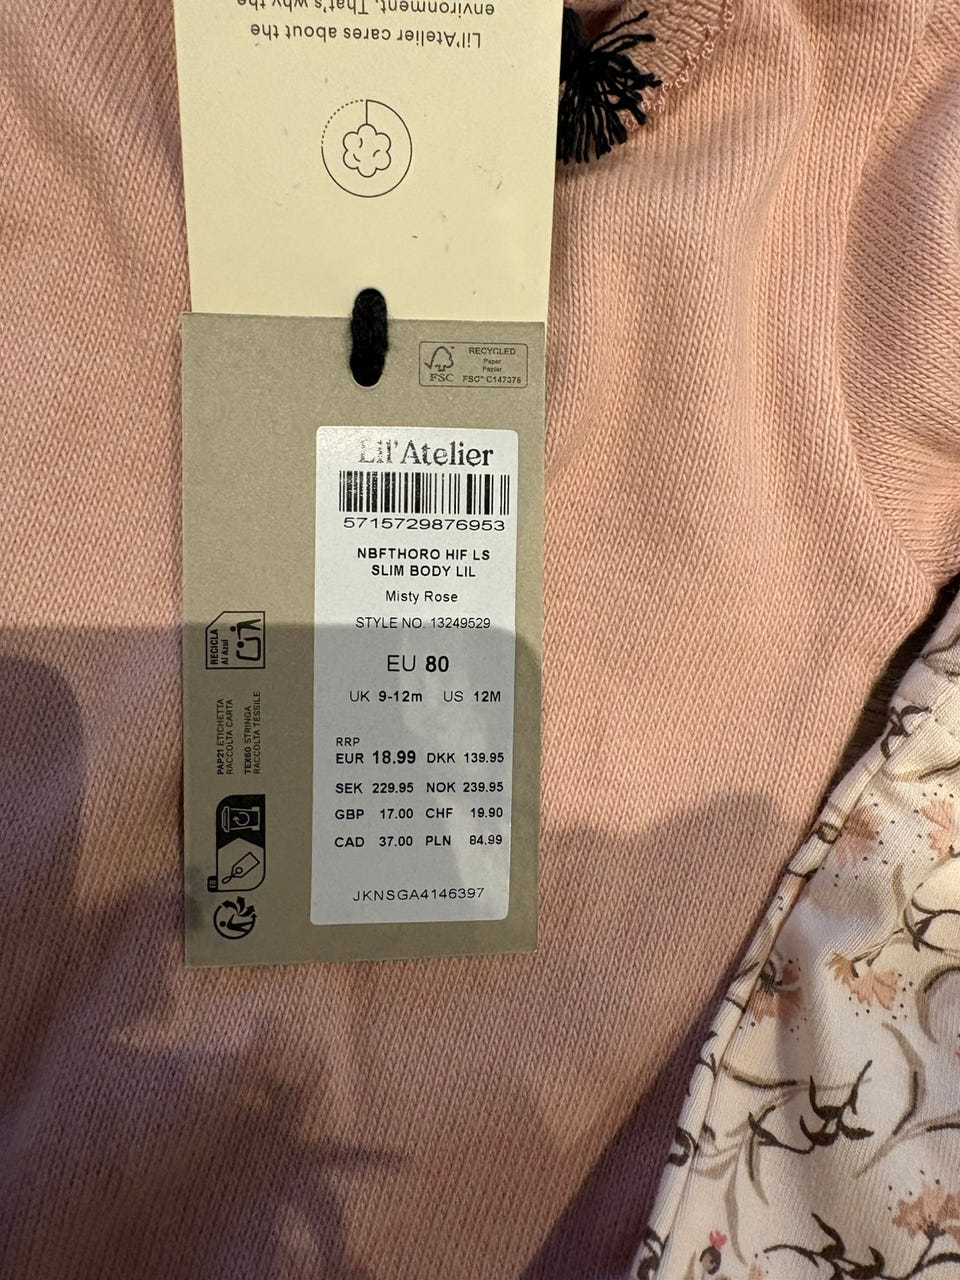 Lil'Atelier cares about the
environment. That's why the
FSC
RECYCLED
Paper
Papier
FSC™ C147376
Lil'Atelier
5715729876953
NBFTHORO HIF LS
SLIM BODY LIL
Misty Rose
STYLE NO. 13249529
EU 80
UK 9-12m US 12M
RRP
EUR 18.99 DKK 139.95
SEK 229.95 NOK 239.95
GBP 17.00 CHF 19.90
CAD 37.00 PLN 84.99
JKNSGA4146397
RECICLA
Al Azul
PAP21 ETICHETTA
RACCOLTA CARTA
TEX60 STRINGA
RACCOLTA TESSILE
FR